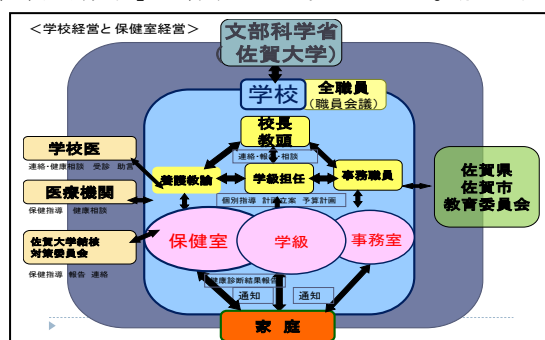 ＜学校経営と保健室経営＞
文部科学省
(佐賀大学)
学校
全職員
(職員会議)
校長
教頭
連絡・報告・相談
学校医
連絡・健康相談 受診 助言
養護教諭
学級担任
事務職員
医療機関
保健指導 健康相談
個別指導 計画立案 予算計画
佐賀県
佐賀市
教育委員会
保健室
学級
事務室
佐賀大学結核
対策委員会
保健指導 報告 連絡
健康診断結果報告
通知
通知
家庭